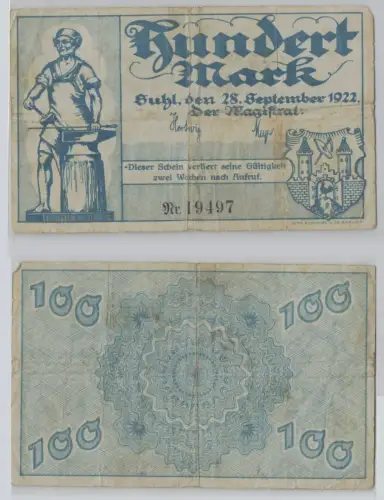 Hundert
Mark
Suhl, den 28. September 1922.
Der Magistrat:
-Dieser Schein verliert seine Gültigkeit
zwei Wochen nach Aufruf.
Nr. 19497
100 100
100 100